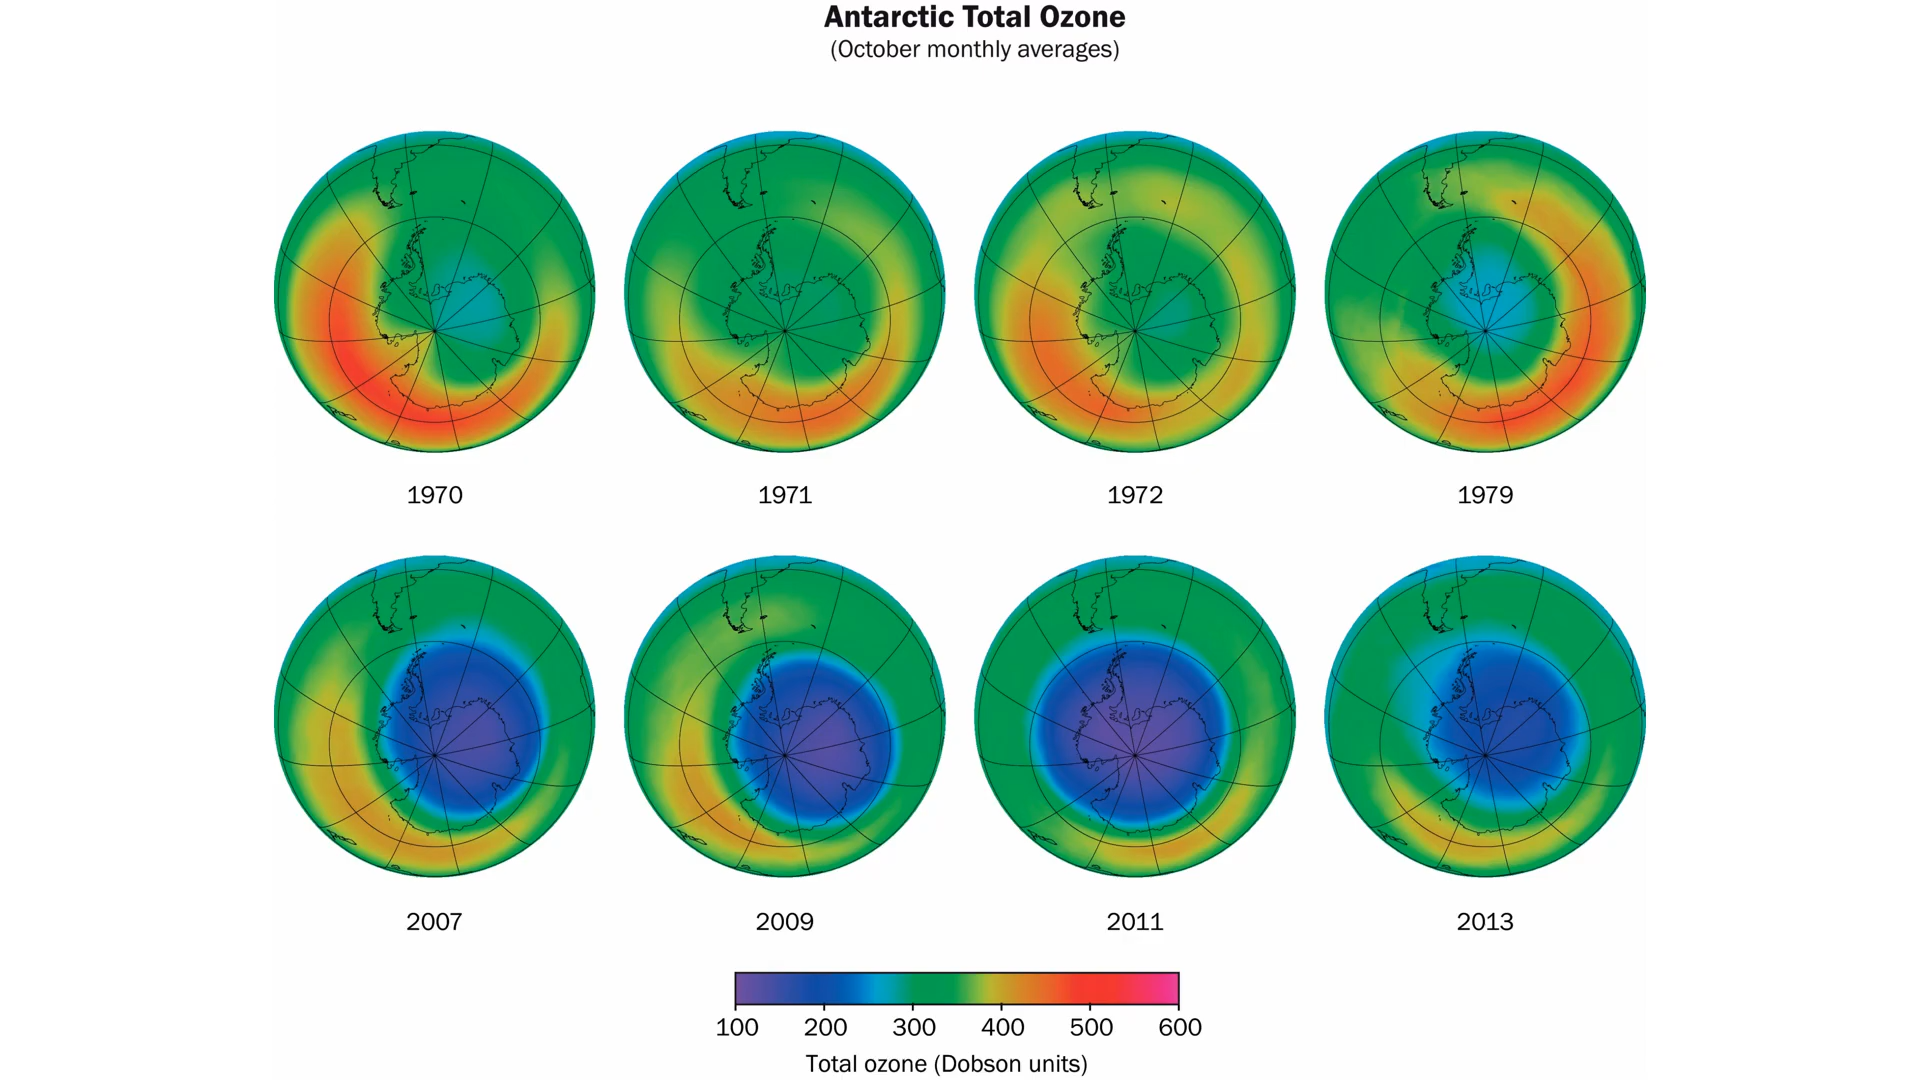 Antarctic Total Ozone
(October monthly averages)
1970 1971 1972 1979
2007 2009 2011 2013
100 200 300 400 500 600
Total ozone (Dobson units)